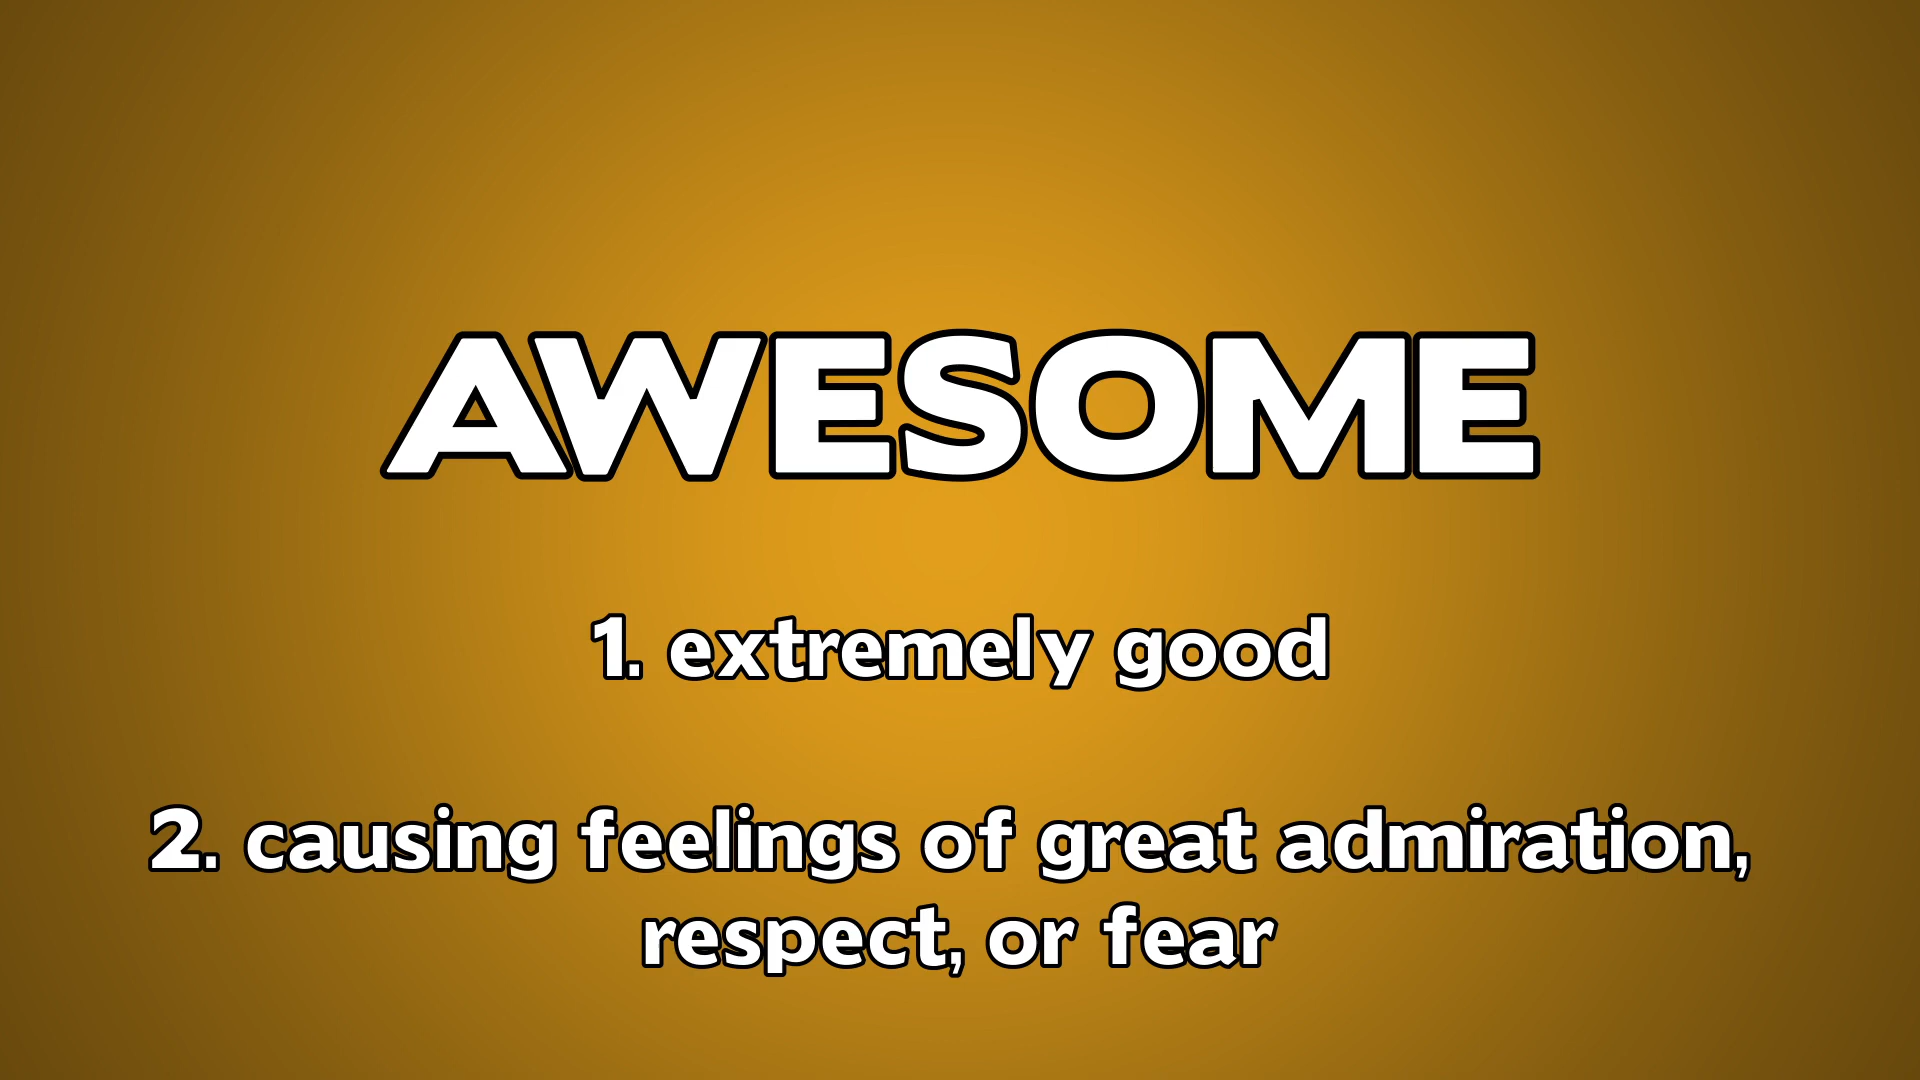 AWESOME
1. extremely good
2. causing feelings of great admiration,
respect, or fear